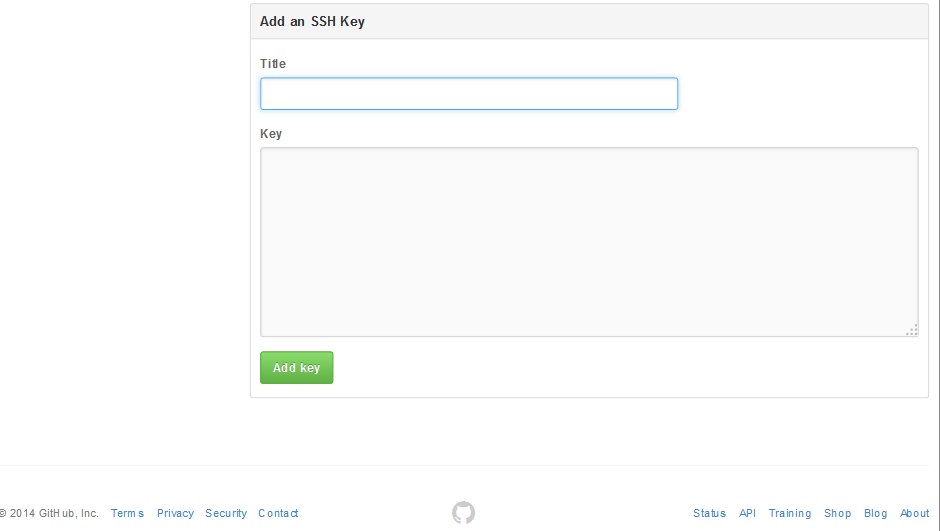 Add an SSH Key
Title
Key
Add key
© 2014 GitHub, Inc. Terms Privacy Security Contact Status API Training Shop Blog About